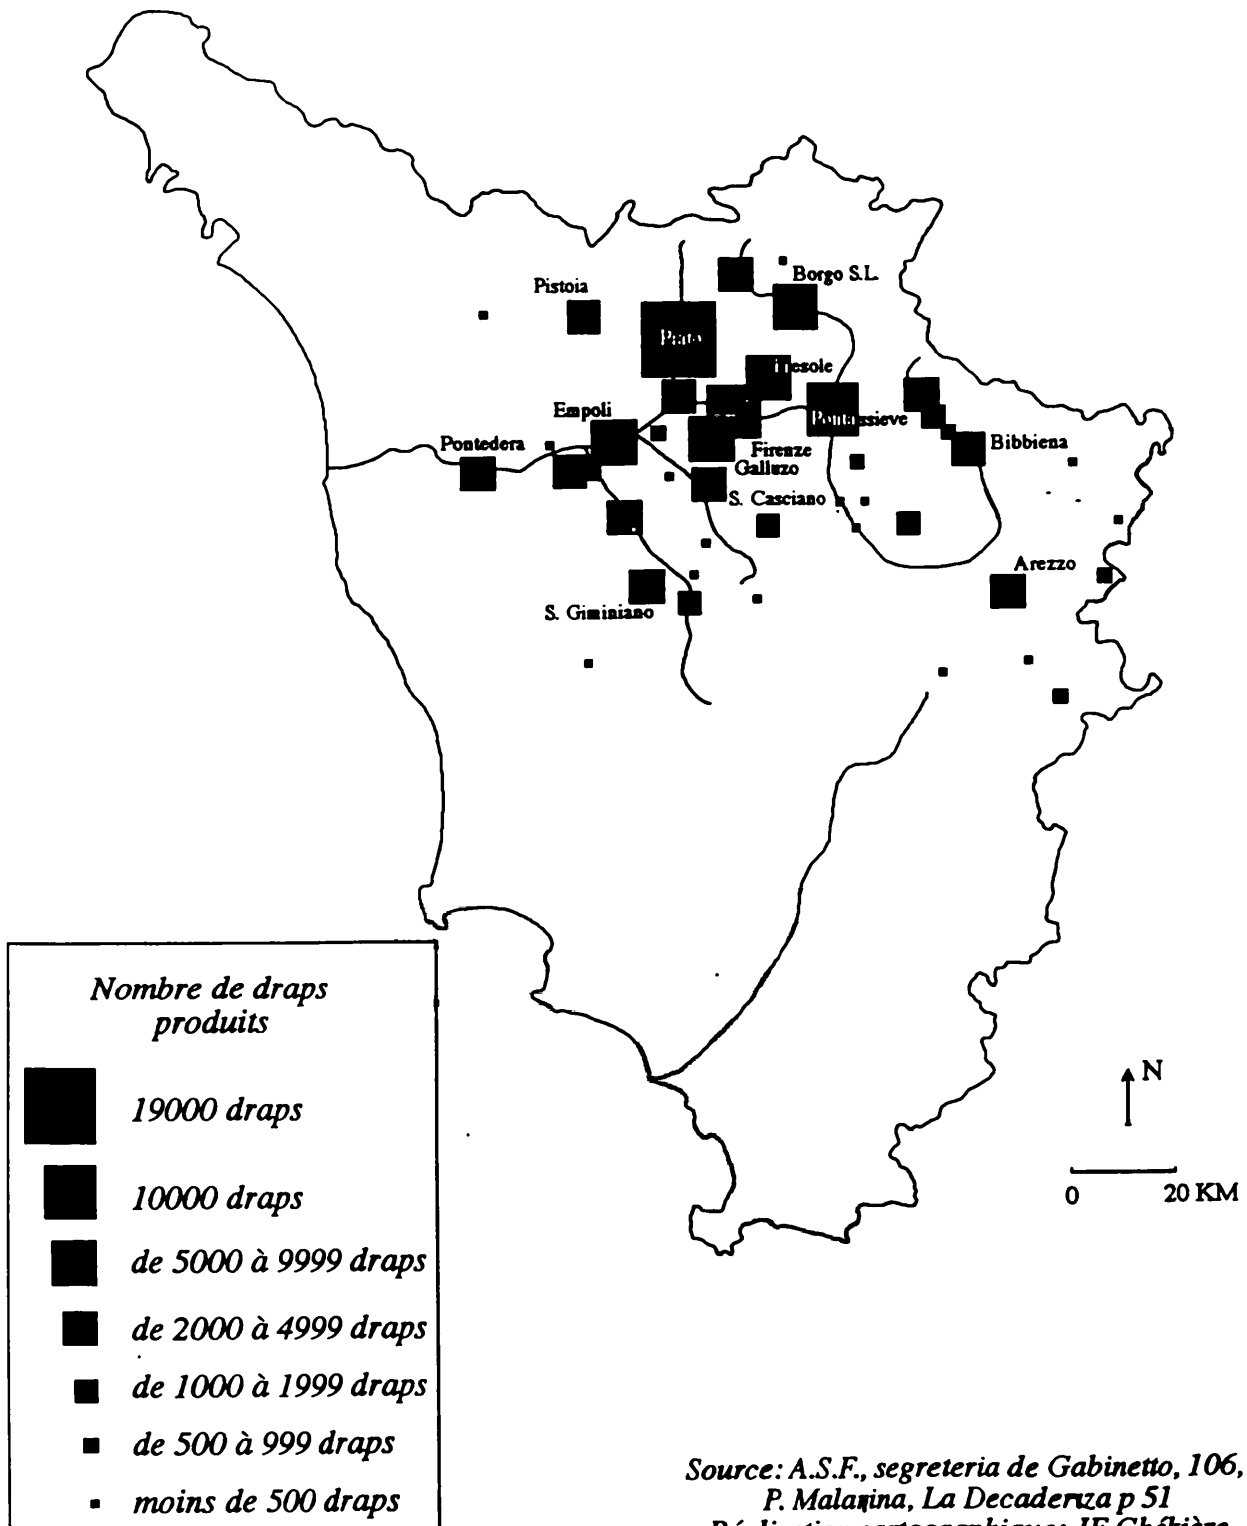 Borgo S.L.
Pistoia
Prato
Fiesole
Empoli
Pontassieve
Pontedera
Bibbiena
Firenze
Galluzo
S. Casciano
Arezzo
S. Giminiano
Nombre de draps
produits
19000 draps
10000 draps
de 5000 à 9999 draps
de 2000 à 4999 draps
de 1000 à 1999 draps
de 500 à 999 draps
moins de 500 draps
N
0 20 KM
Source: A.S.F., segreteria de Gabinetto, 106,
P. Malanina, La Decadenza p 51